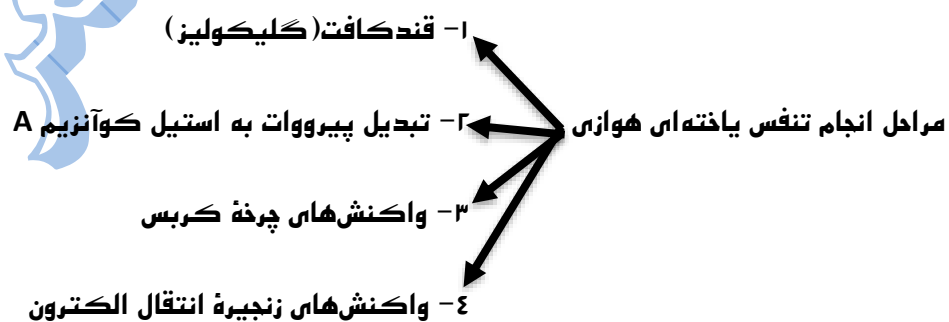 مراحل انجام تنفس یاخته‌ای هوازی
۱- قندکافت(گلیکولیز)
۲- تبدیل پیرووات به استیل کوآنزیم A
۳- واکنش‌های چرخهٔ کربس
٤- واکنش‌های زنجیرهٔ انتقال الکترون